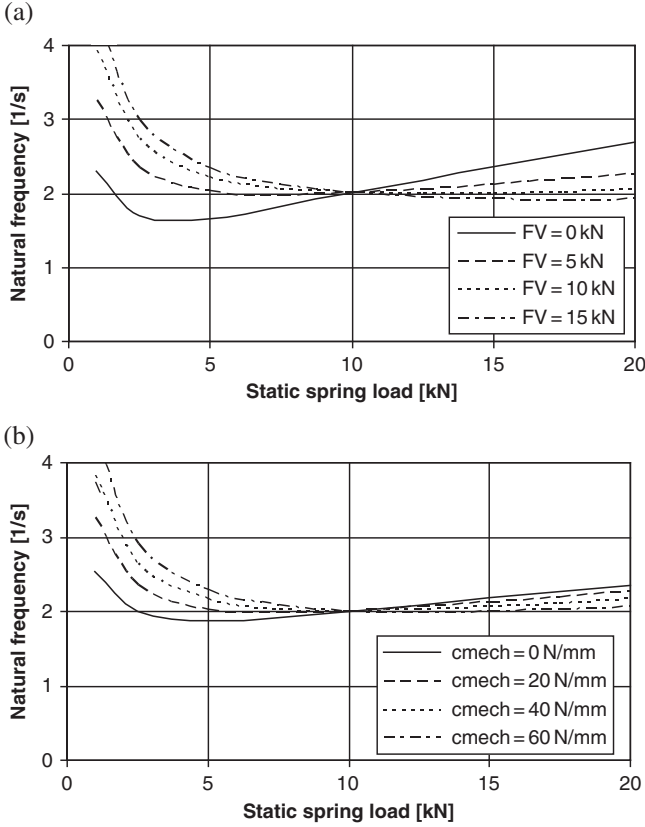 (a)
4
3
2
1
0
Natural frequency [1/s]
FV = 0 kN
FV = 5 kN
FV = 10 kN
FV = 15 kN
0 5 10 15 20
Static spring load [kN]
(b)
4
3
2
1
0
Natural frequency [1/s]
cmech = 0 N/mm
cmech = 20 N/mm
cmech = 40 N/mm
cmech = 60 N/mm
0 5 10 15 20
Static spring load [kN]